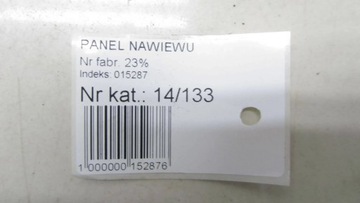 PANEL NAWIEWU
Nr fabr. 23%
Indeks: 015287
Nr kat.: 14/133
1 000000 152876